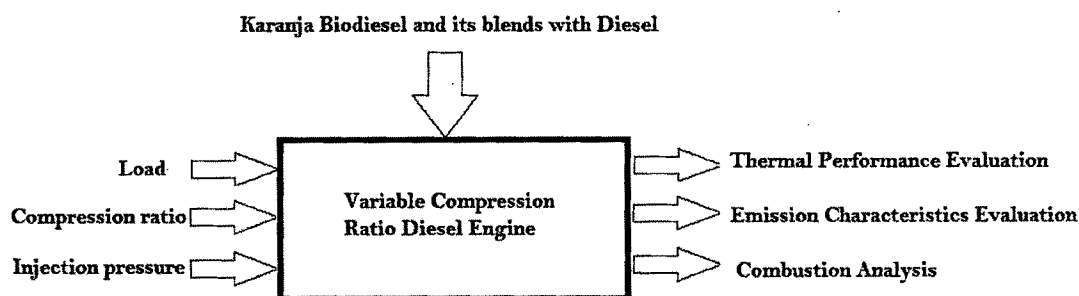 Karanja Biodiesel and its blends with Diesel
Load
Compression ratio
Injection pressure
Variable Compression
Ratio Diesel Engine
Thermal Performance Evaluation
Emission Characteristics Evaluation
Combustion Analysis